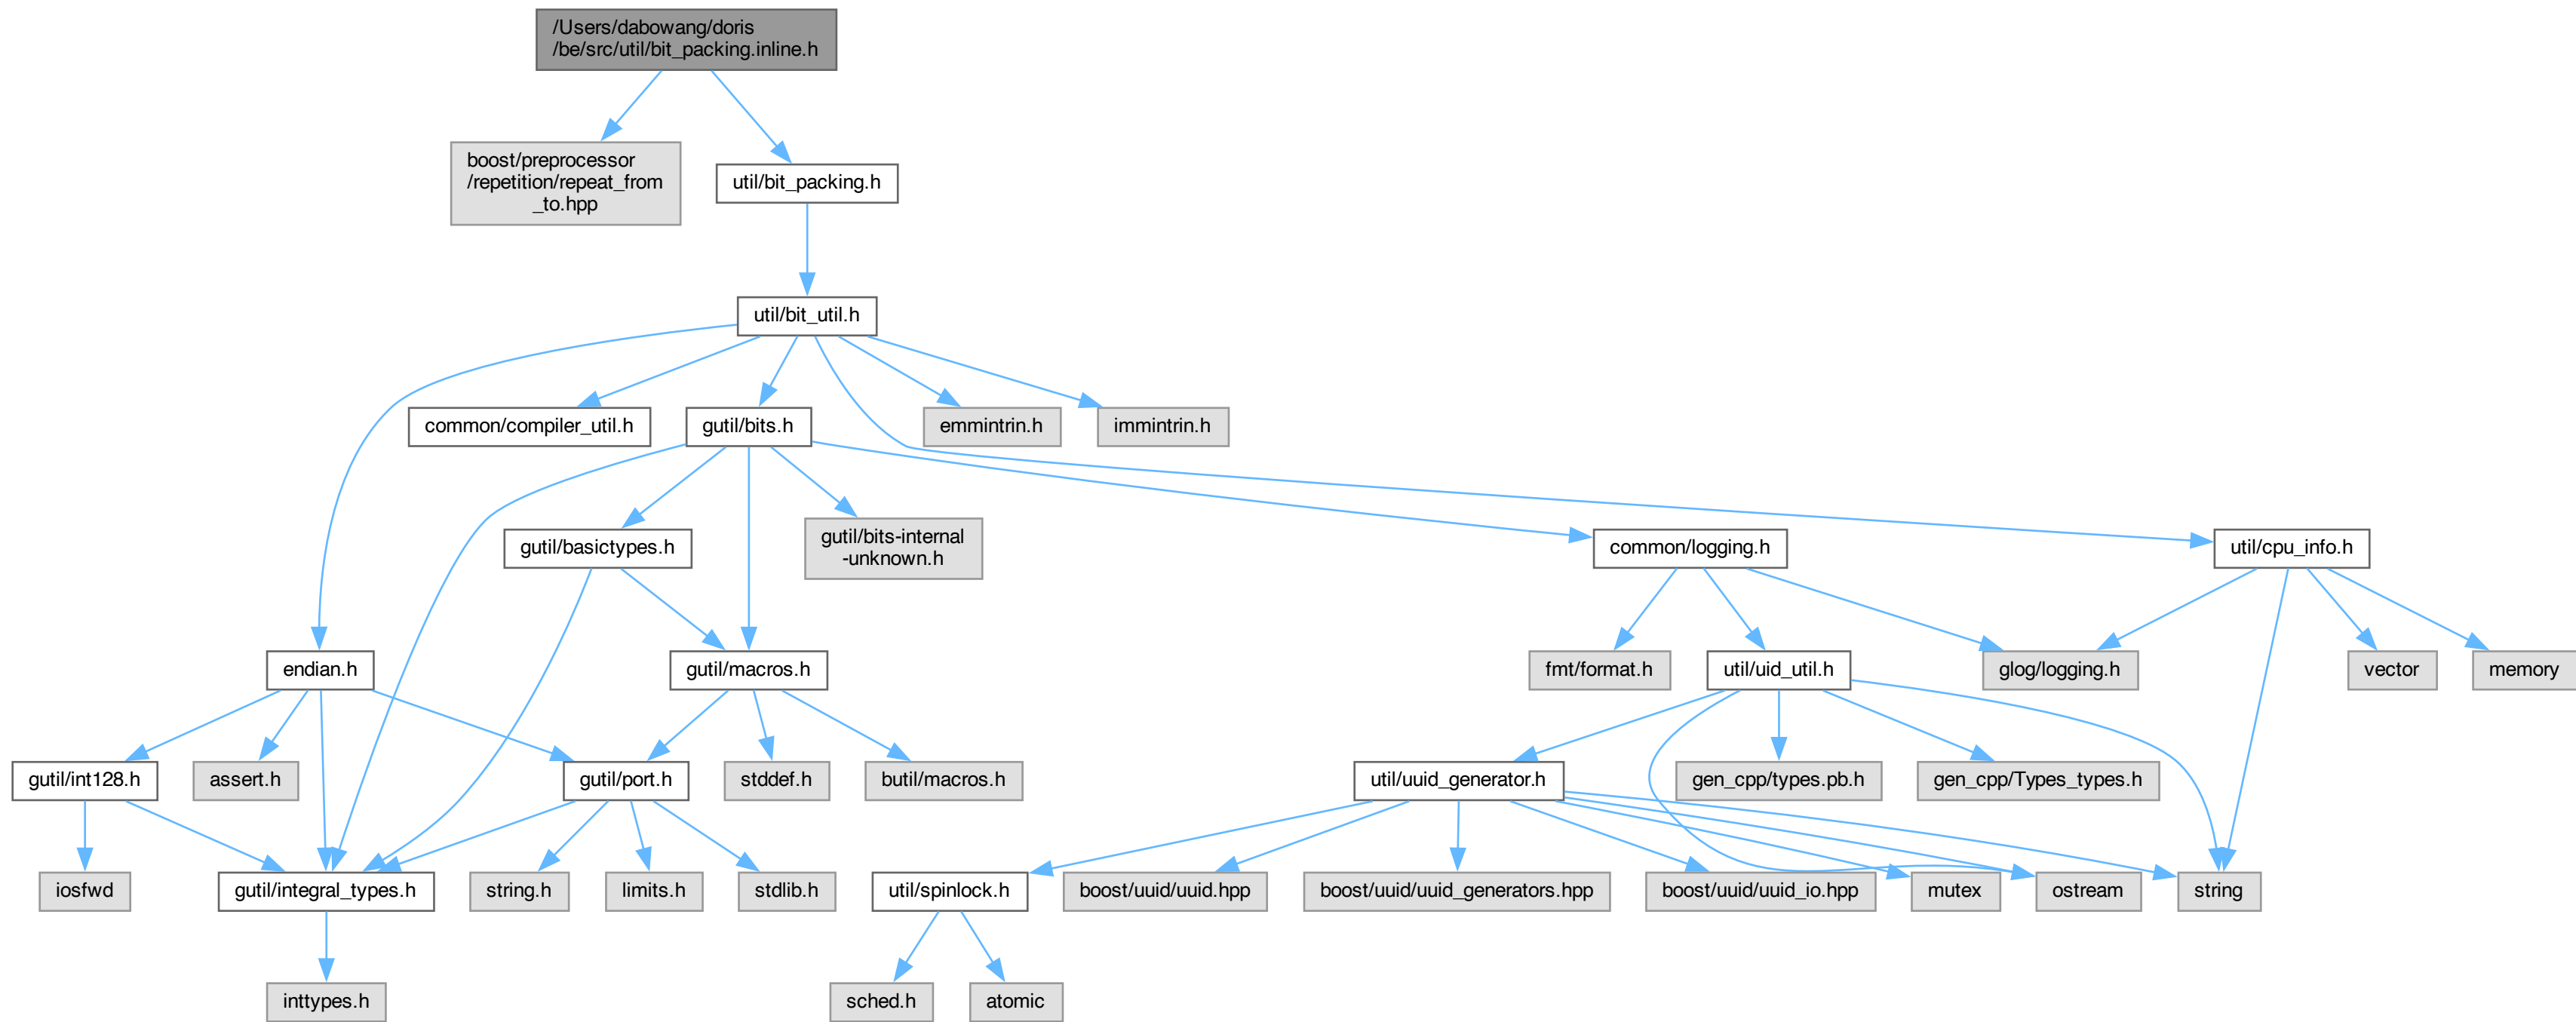 /Users/dabowang/doris
/be/src/util/bit_packing.inline.h
boost/preprocessor
/repetition/repeat_from
_to.hpp
util/bit_packing.h
util/bit_util.h
common/compiler_util.h
gutil/bits.h
emmintrin.h
immintrin.h
gutil/basictypes.h
gutil/bits-internal
-unknown.h
common/logging.h
util/cpu_info.h
endian.h
gutil/macros.h
fmt/format.h
util/uid_util.h
glog/logging.h
vector
memory
gutil/int128.h
assert.h
gutil/port.h
stddef.h
butil/macros.h
util/uuid_generator.h
gen_cpp/types.pb.h
gen_cpp/Types_types.h
iosfwd
gutil/integral_types.h
string.h
limits.h
stdlib.h
util/spinlock.h
boost/uuid/uuid.hpp
boost/uuid/uuid_generators.hpp
boost/uuid/uuid_io.hpp
mutex
ostream
string
inttypes.h
sched.h
atomic